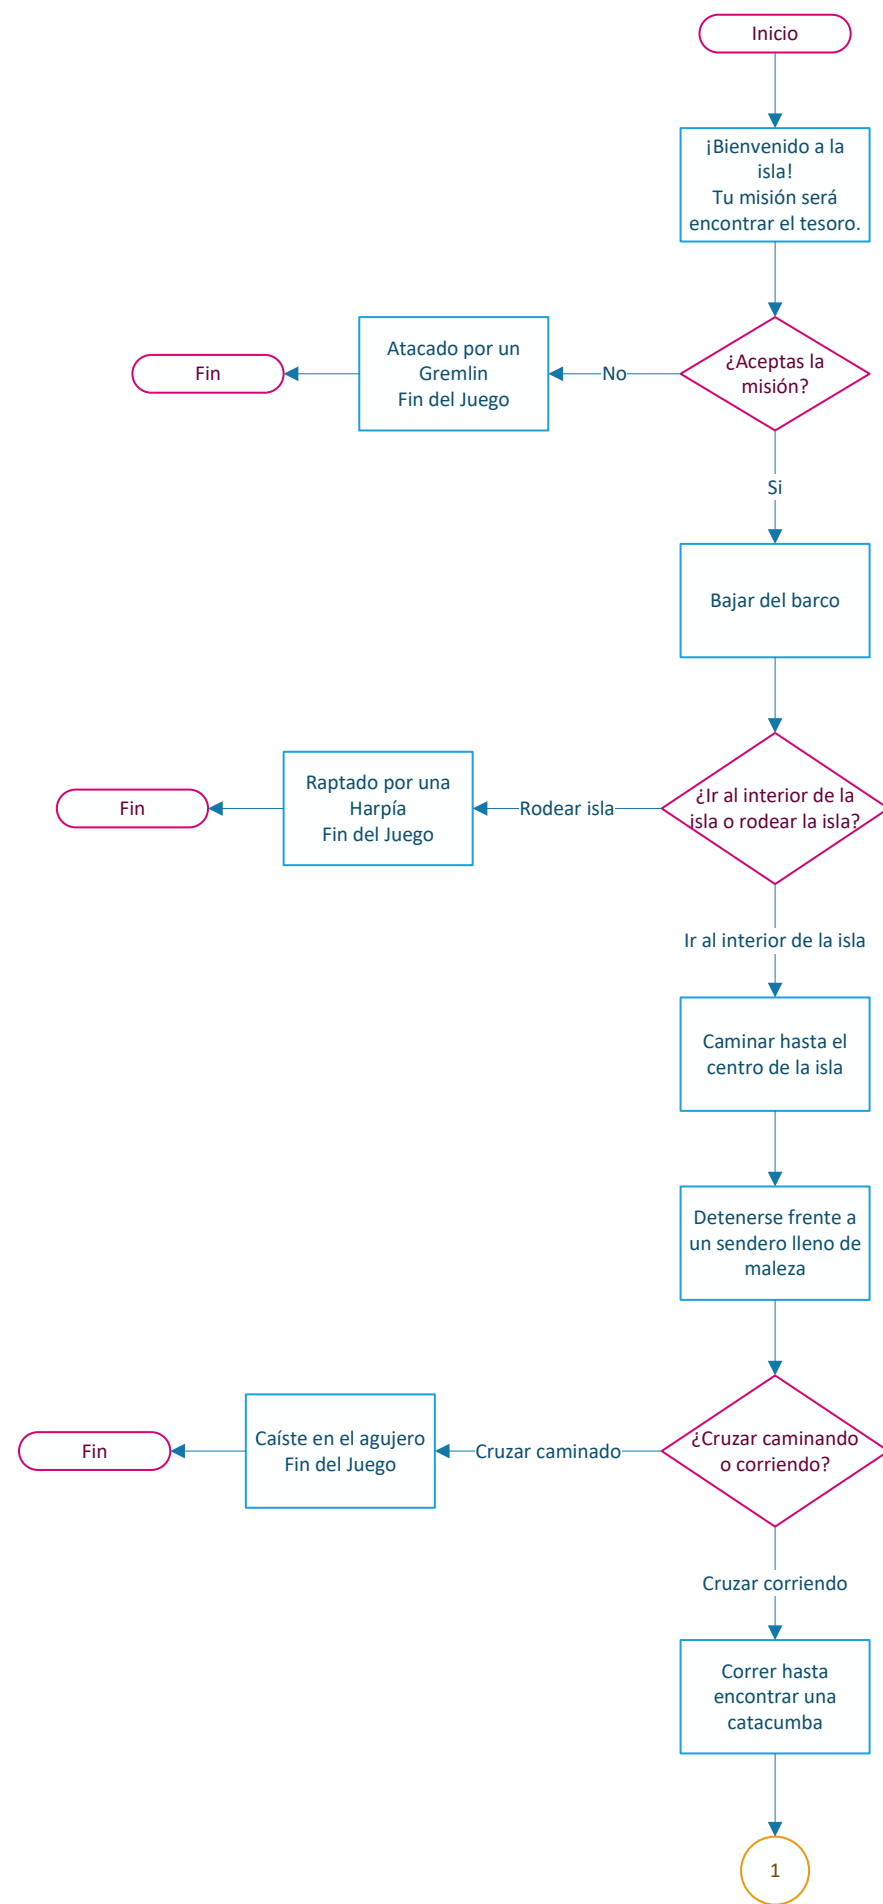 Inicio
¡Bienvenido a la
isla!
Tu misión será
encontrar el tesoro.
¿Aceptas la
misión?
No
Atacado por un
Gremlin
Fin del Juego
Fin
Si
Bajar del barco
¿Ir al interior de la
isla o rodear la isla?
Rodear isla
Raptado por una
Harpía
Fin del Juego
Fin
Ir al interior de la isla
Caminar hasta el
centro de la isla
Detenerse frente a
un sendero lleno de
maleza
¿Cruzar caminando
o corriendo?
Cruzar caminado
Caíste en el agujero
Fin del Juego
Fin
Cruzar corriendo
Correr hasta
encontrar una
catacumba
1